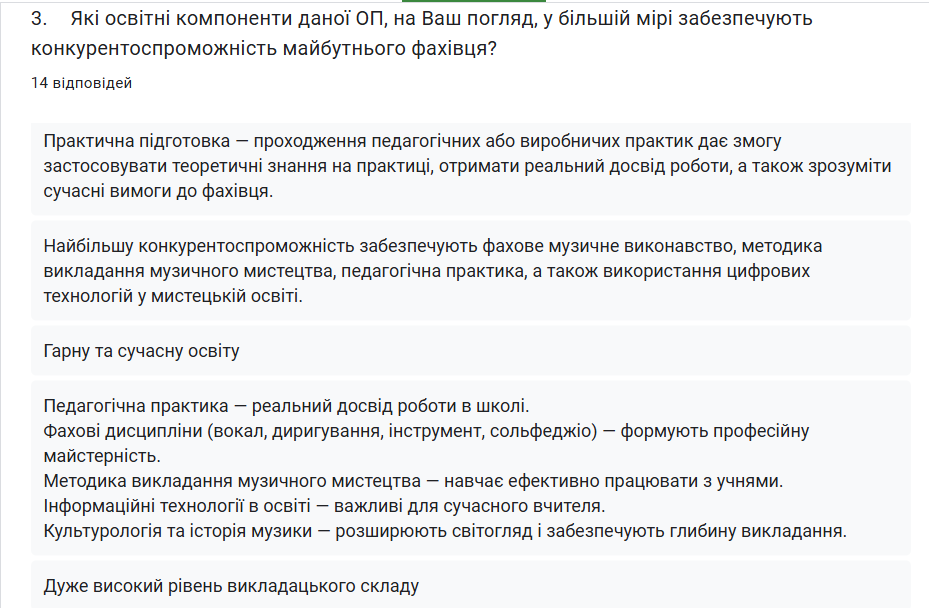 3. Які освітні компоненти даної ОП, на Ваш погляд, у більшій мірі забезпечують
конкурентоспроможність майбутнього фахівця?
14 відповідей
Практична підготовка — проходження педагогічних або виробничих практик дає змогу
застосовувати теоретичні знання на практиці, отримати реальний досвід роботи, а також зрозуміти
сучасні вимоги до фахівця.
Найбільшу конкурентоспроможність забезпечують фахове музичне виконавство, методика
викладання музичного мистецтва, педагогічна практика, а також використання цифрових
технологій у мистецькій освіті.
Гарну та сучасну освіту
Педагогічна практика — реальний досвід роботи в школі.
Фахові дисципліни (вокал, диригування, інструмент, сольфеджіо) — формують професійну
майстерність.
Методика викладання музичного мистецтва — навчає ефективно працювати з учнями.
Інформаційні технології в освіті — важливі для сучасного вчителя.
Культурологія та історія музики — розширюють світогляд і забезпечують глибину викладання.
Дуже високий рівень викладацького складу